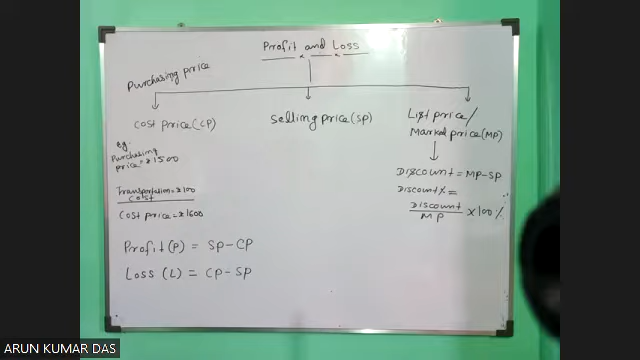 Profit and Loss
Purchasing price
Cost price (CP)
Selling price (SP)
List price /
Marked price (MP)
eg:
Purchasing
price = ₹1500
Transportation = ₹100
cost
Cost price = ₹1600
Discount = MP-SP
Discount % =
Discount
MP
× 100 %
Profit (P) = SP - CP
Loss (L) = CP - SP
ARUN KUMAR DAS